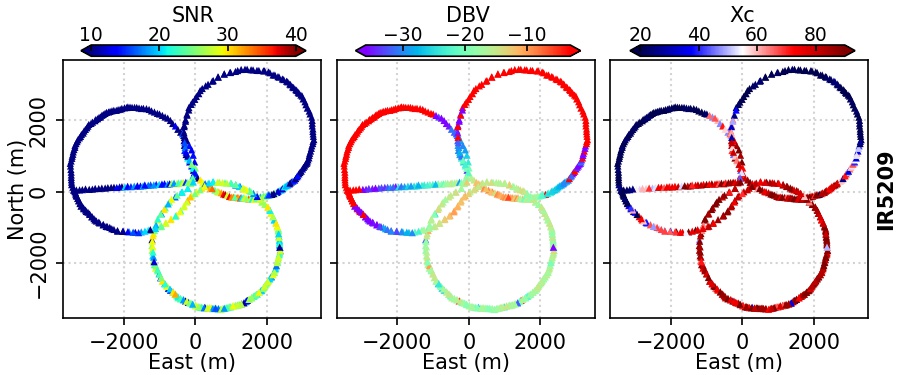 SNR
DBV
Xc
10 20 30 40
−30 −20 −10
20 40 60 80
North (m)
2000
0
−2000
IR5209
−2000 0 2000
−2000 0 2000
−2000 0 2000
East (m)
East (m)
East (m)